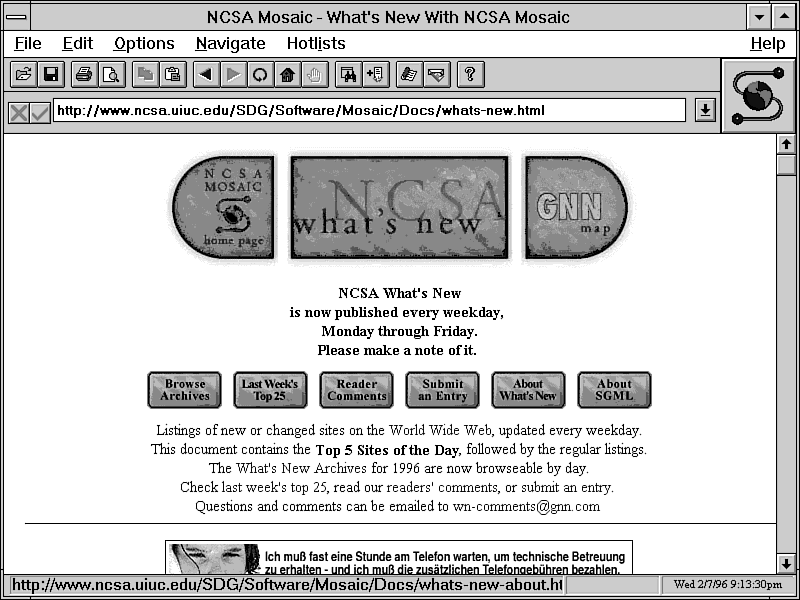 NCSA Mosaic - What's New With NCSA Mosaic
File Edit Options Navigate Hotlists Help
http://www.ncsa.uiuc.edu/SDG/Software/Mosaic/Docs/whats-new.html
NCSA
MOSAIC
home page
NCSA
what's new
GNN
map
NCSA What's New
is now published every weekday,
Monday through Friday.
Please make a note of it.
Browse
Archives
Last Week's
Top 25
Reader
Comments
Submit
an Entry
About
What's New
About
SGML
Listings of new or changed sites on the World Wide Web, updated every weekday.
This document contains the Top 5 Sites of the Day, followed by the regular listings.
The What's New Archives for 1996 are now browseable by day.
Check last week's top 25, read our readers' comments, or submit an entry.
Questions and comments can be emailed to wn-comments@gnn.com
Ich muß fast eine Stunde am Telefon warten, um technische Betreuung
zu erhalten - und ich muß die zusätzlichen Telefongebühren bezahlen.
http://www.ncsa.uiuc.edu/SDG/Software/Mosaic/Docs/whats-new-about.ht
Wed 2/7/96 9:13:30pm